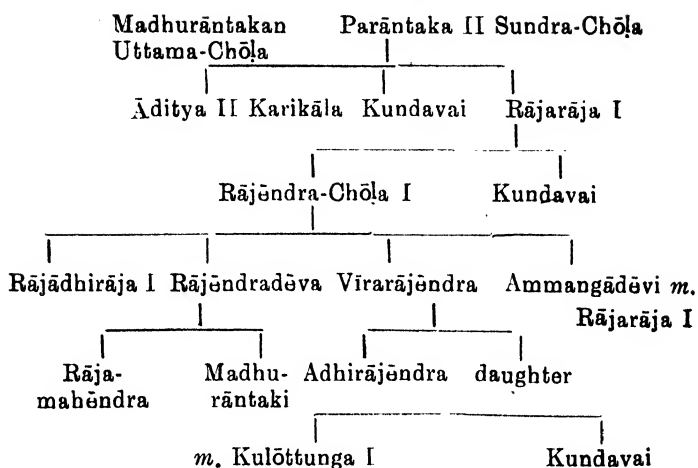 Madhurāntakan Parāntaka II Sundra-Chōḷa
Uttama-Chōḷa
Āditya II Karikāla Kundavai Rājarāja I
Rājēndra-Chōḷa I Kundavai
Rājādhirāja I Rājēndradēva Vīrarājēndra Ammangādēvi m.
Rājarāja I
Rāja- Madhu- Adhirājēndra daughter
mahēndra rāntaki
m. Kulōttunga I Kundavai